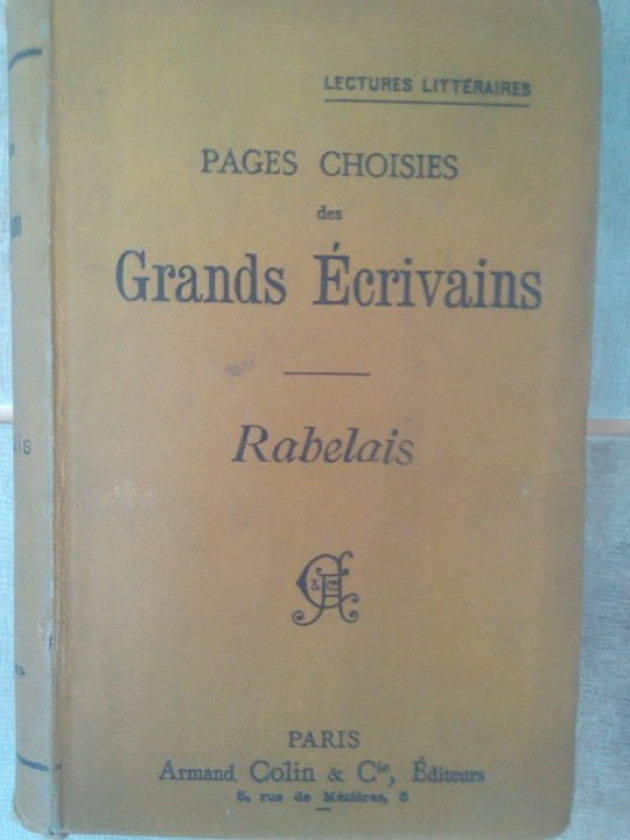 LECTURES LITTÉRAIRES
PAGES CHOISIES
des
Grands Écrivains
Rabelais
PARIS
Armand Colin & Cie, Éditeurs
5, rue de Mézières, 5